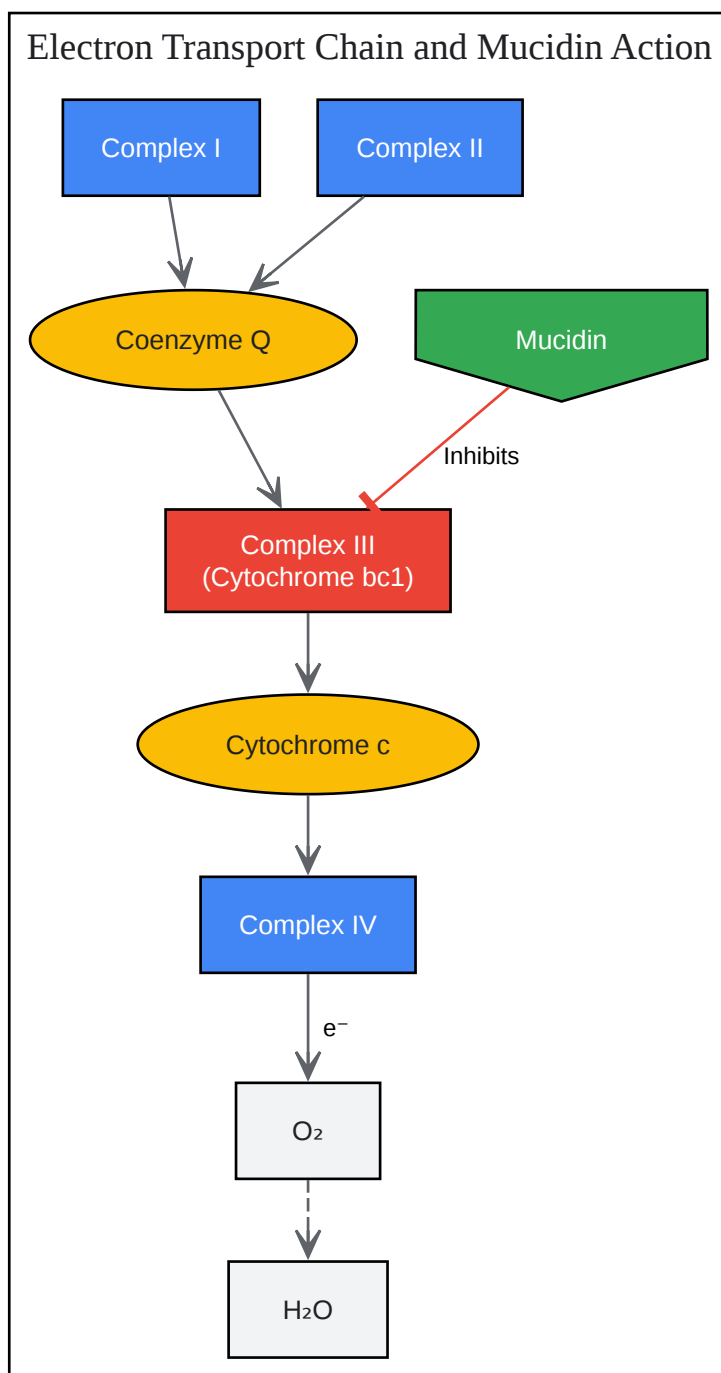 Electron Transport Chain and Mucidin Action
Complex I
Complex II
Coenzyme Q
Mucidin
Inhibits
Complex III
(Cytochrome bc1)
Cytochrome c
Complex IV
e⁻
O₂
H₂O